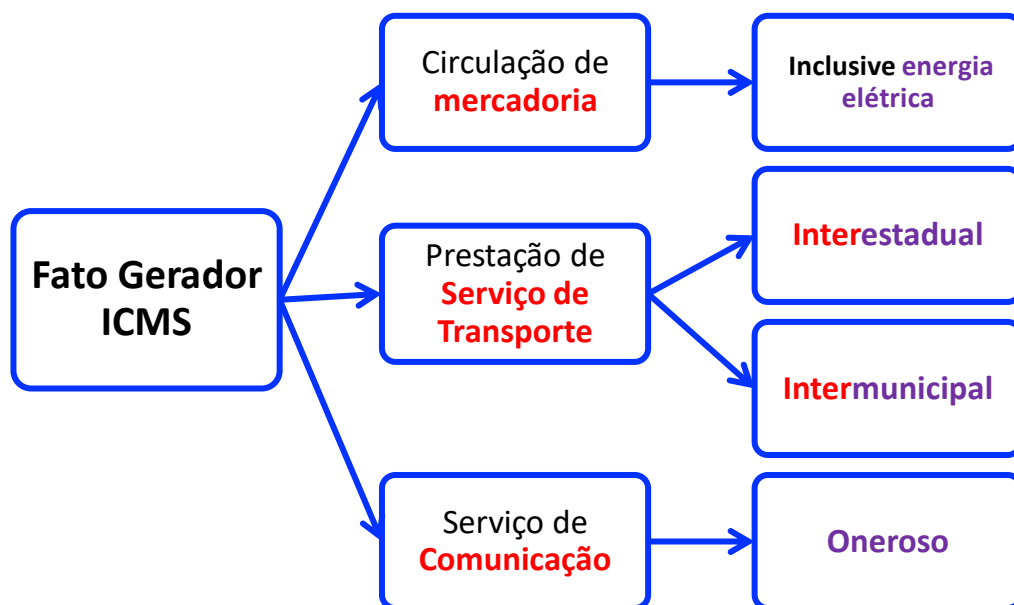 Fato Gerador
ICMS
Circulação de
mercadoria
Inclusive energia
elétrica
Prestação de
Serviço de
Transporte
Interestadual
Intermunicipal
Serviço de
Comunicação
Oneroso